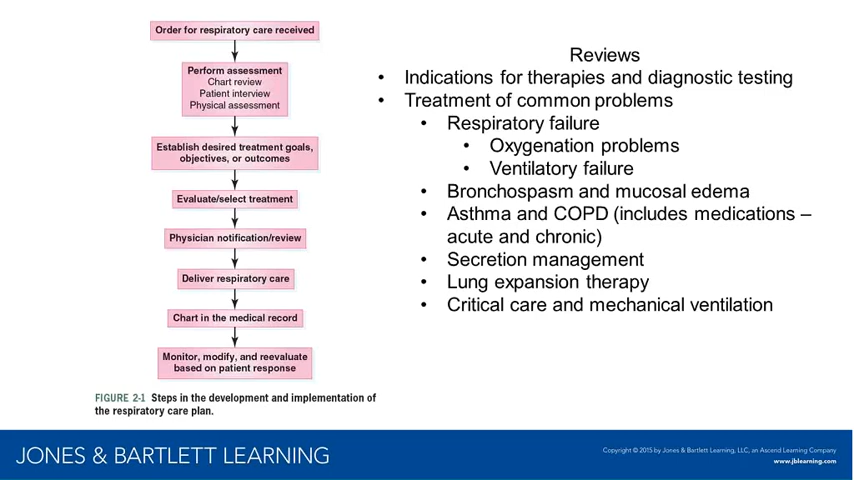 Order for respiratory care received
Perform assessment
Chart review
Patient interview
Physical assessment
Establish desired treatment goals,
objectives, or outcomes
Evaluate/select treatment
Physician notification/review
Deliver respiratory care
Chart in the medical record
Monitor, modify, and reevaluate
based on patient response
FIGURE 2-1 Steps in the development and implementation of
the respiratory care plan.
Reviews
• Indications for therapies and diagnostic testing
• Treatment of common problems
• Respiratory failure
• Oxygenation problems
• Ventilatory failure
• Bronchospasm and mucosal edema
• Asthma and COPD (includes medications –
acute and chronic)
• Secretion management
• Lung expansion therapy
• Critical care and mechanical ventilation
JONES & BARTLETT LEARNING
Copyright © 2015 by Jones & Bartlett Learning, LLC, an Ascend Learning Company
www.jblearning.com